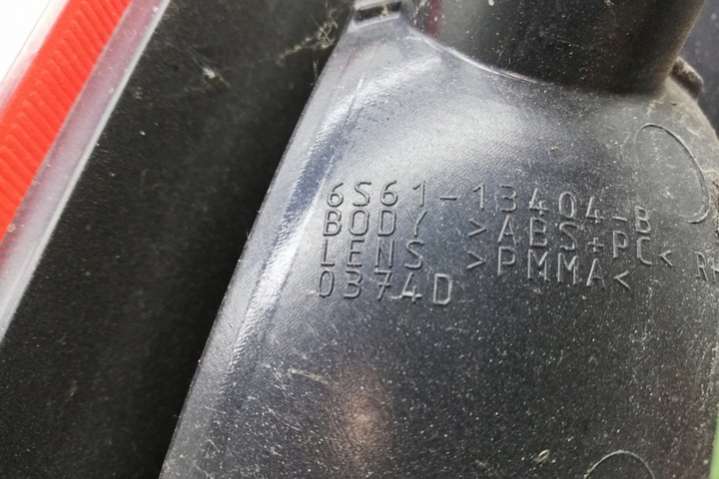 6S61-13404-B
BODY >ABS+PC<
LENS >PMMA<
0374D